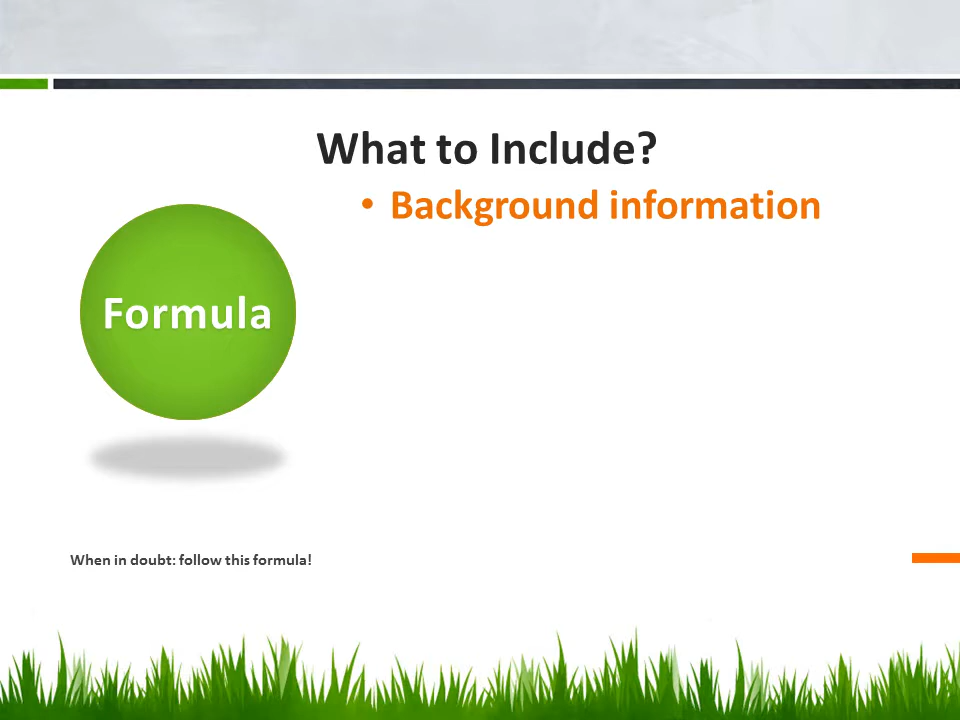 What to Include?
• Background information
Formula
When in doubt: follow this formula!